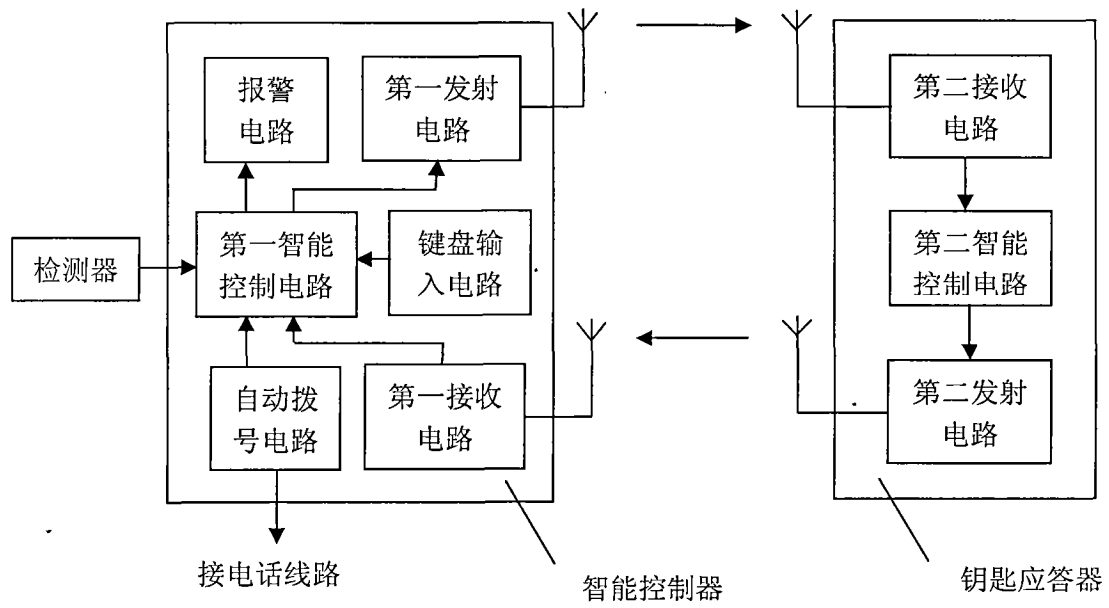 报警
电路
第一发射
电路
第二接收
电路
检测器
第一智能
控制电路
键盘输
入电路
第二智能
控制电路
自动拨
号电路
第一接收
电路
第二发射
电路
接电话线路
智能控制器
钥匙应答器